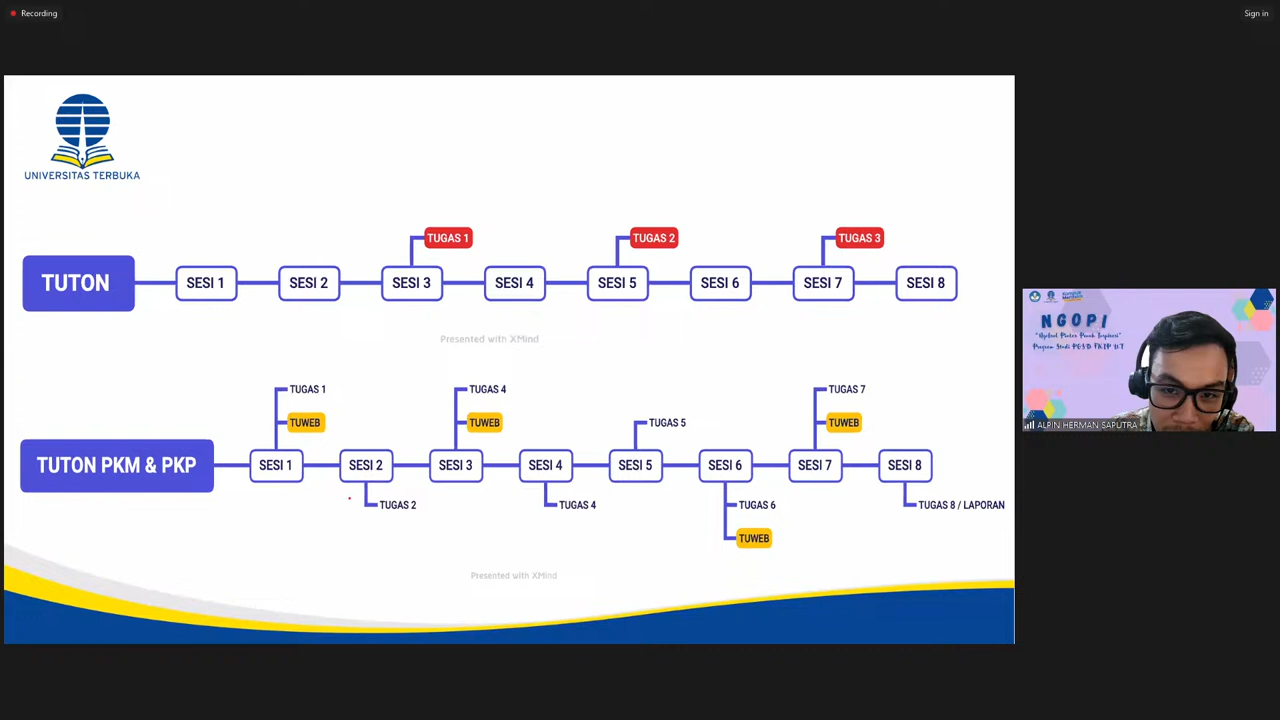 Recording
Sign in
UNIVERSITAS TERBUKA
TUGAS 1
TUGAS 2
TUGAS 3
TUTON
SESI 1
SESI 2
SESI 3
SESI 4
SESI 5
SESI 6
SESI 7
SESI 8
Presented with XMind
TUGAS 1
TUGAS 4
TUGAS 7
TUWEB
TUWEB
TUGAS 5
TUWEB
TUTON PKM & PKP
SESI 1
SESI 2
SESI 3
SESI 4
SESI 5
SESI 6
SESI 7
SESI 8
TUGAS 2
TUGAS 4
TUGAS 6
TUGAS 8 / LAPORAN
TUWEB
Presented with XMind
NGOPI
"Ngobrol Pintar Penuh Inspirasi"
Program Studi PGSD FKIP UT
ALPIN HERMAN SAPUTRA